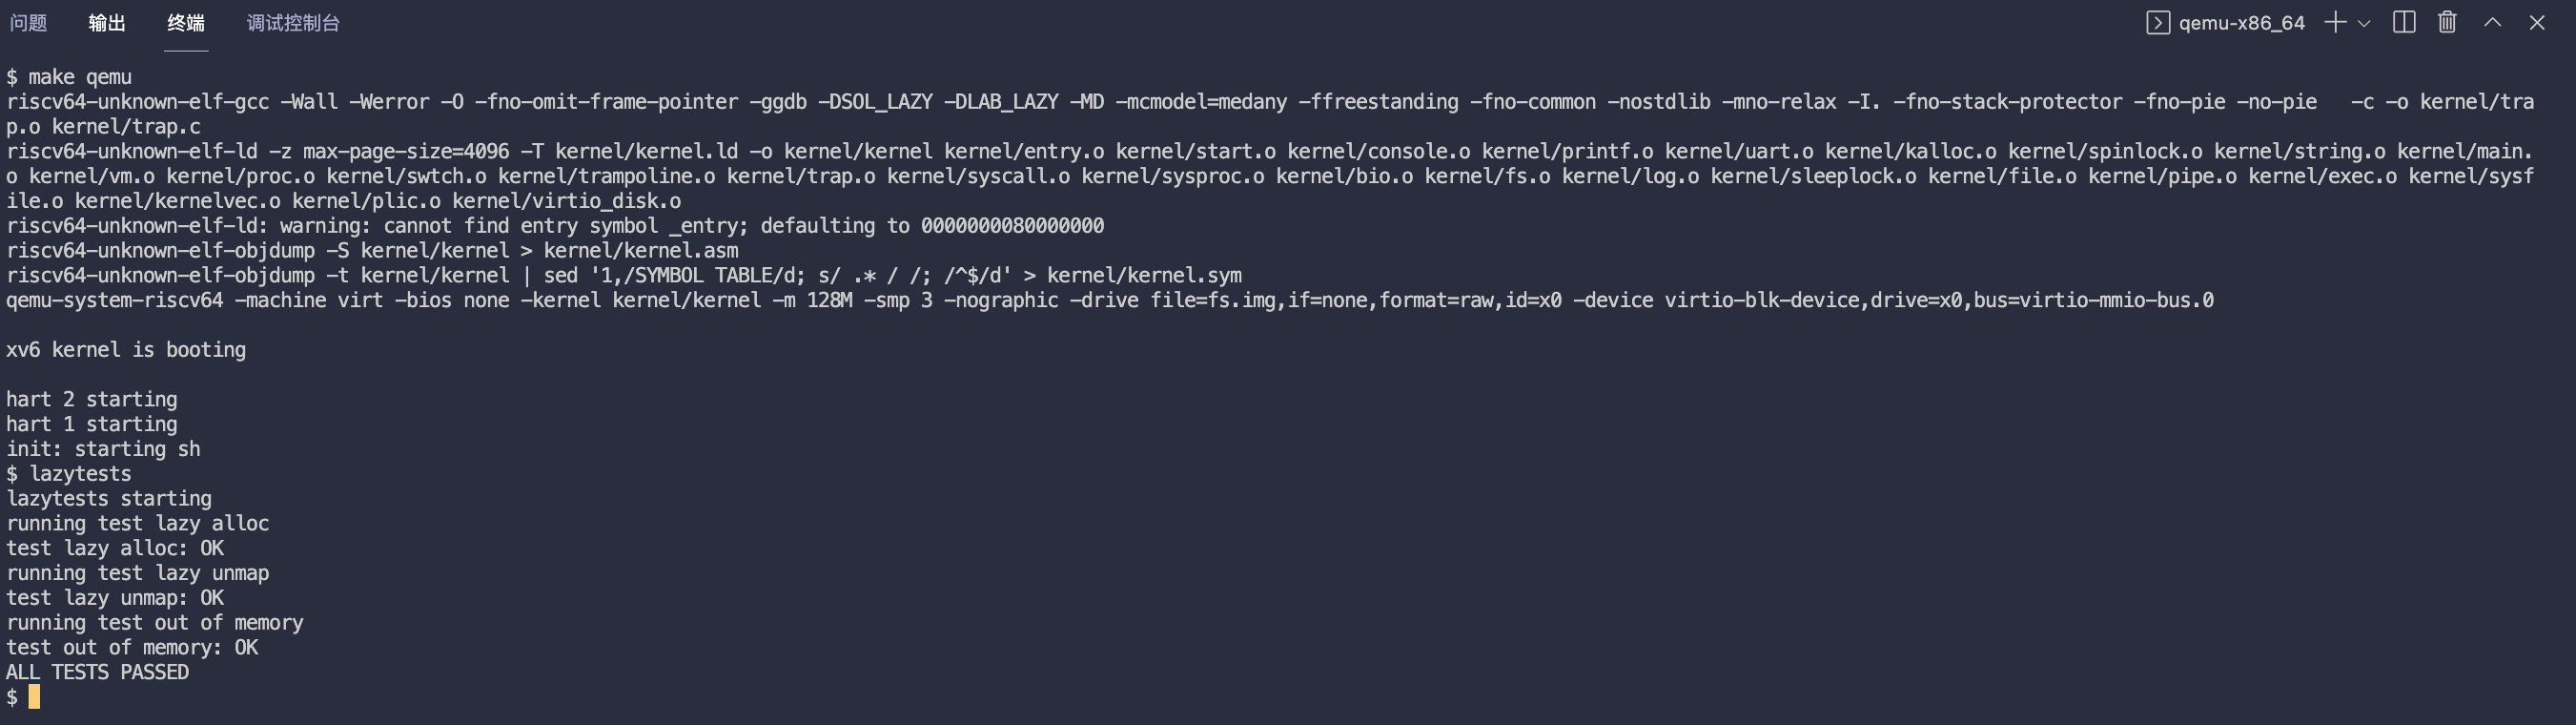 问题 输出 终端 调试控制台 qemu-x86_64
$ make qemu
riscv64-unknown-elf-gcc -Wall -Werror -O -fno-omit-frame-pointer -ggdb -DSOL_LAZY -DLAB_LAZY -MD -mcmodel=medany -ffreestanding -fno-common -nostdlib -mno-relax -I. -fno-stack-protector -fno-pie -no-pie   -c -o kernel/tra
p.o kernel/trap.c
riscv64-unknown-elf-ld -z max-page-size=4096 -T kernel/kernel.ld -o kernel/kernel kernel/entry.o kernel/start.o kernel/console.o kernel/printf.o kernel/uart.o kernel/kalloc.o kernel/spinlock.o kernel/string.o kernel/main.
o kernel/vm.o kernel/proc.o kernel/swtch.o kernel/trampoline.o kernel/trap.o kernel/syscall.o kernel/sysproc.o kernel/bio.o kernel/fs.o kernel/log.o kernel/sleeplock.o kernel/file.o kernel/pipe.o kernel/exec.o kernel/sysf
ile.o kernel/kernelvec.o kernel/plic.o kernel/virtio_disk.o
riscv64-unknown-elf-ld: warning: cannot find entry symbol _entry; defaulting to 0000000080000000
riscv64-unknown-elf-objdump -S kernel/kernel > kernel/kernel.asm
riscv64-unknown-elf-objdump -t kernel/kernel | sed '1,/SYMBOL TABLE/d; s/ .* / /; /^$/d' > kernel/kernel.sym
qemu-system-riscv64 -machine virt -bios none -kernel kernel/kernel -m 128M -smp 3 -nographic -drive file=fs.img,if=none,format=raw,id=x0 -device virtio-blk-device,drive=x0,bus=virtio-mmio-bus.0
xv6 kernel is booting
hart 2 starting
hart 1 starting
init: starting sh
$ lazytests
lazytests starting
running test lazy alloc
test lazy alloc: OK
running test lazy unmap
test lazy unmap: OK
running test out of memory
test out of memory: OK
ALL TESTS PASSED
$